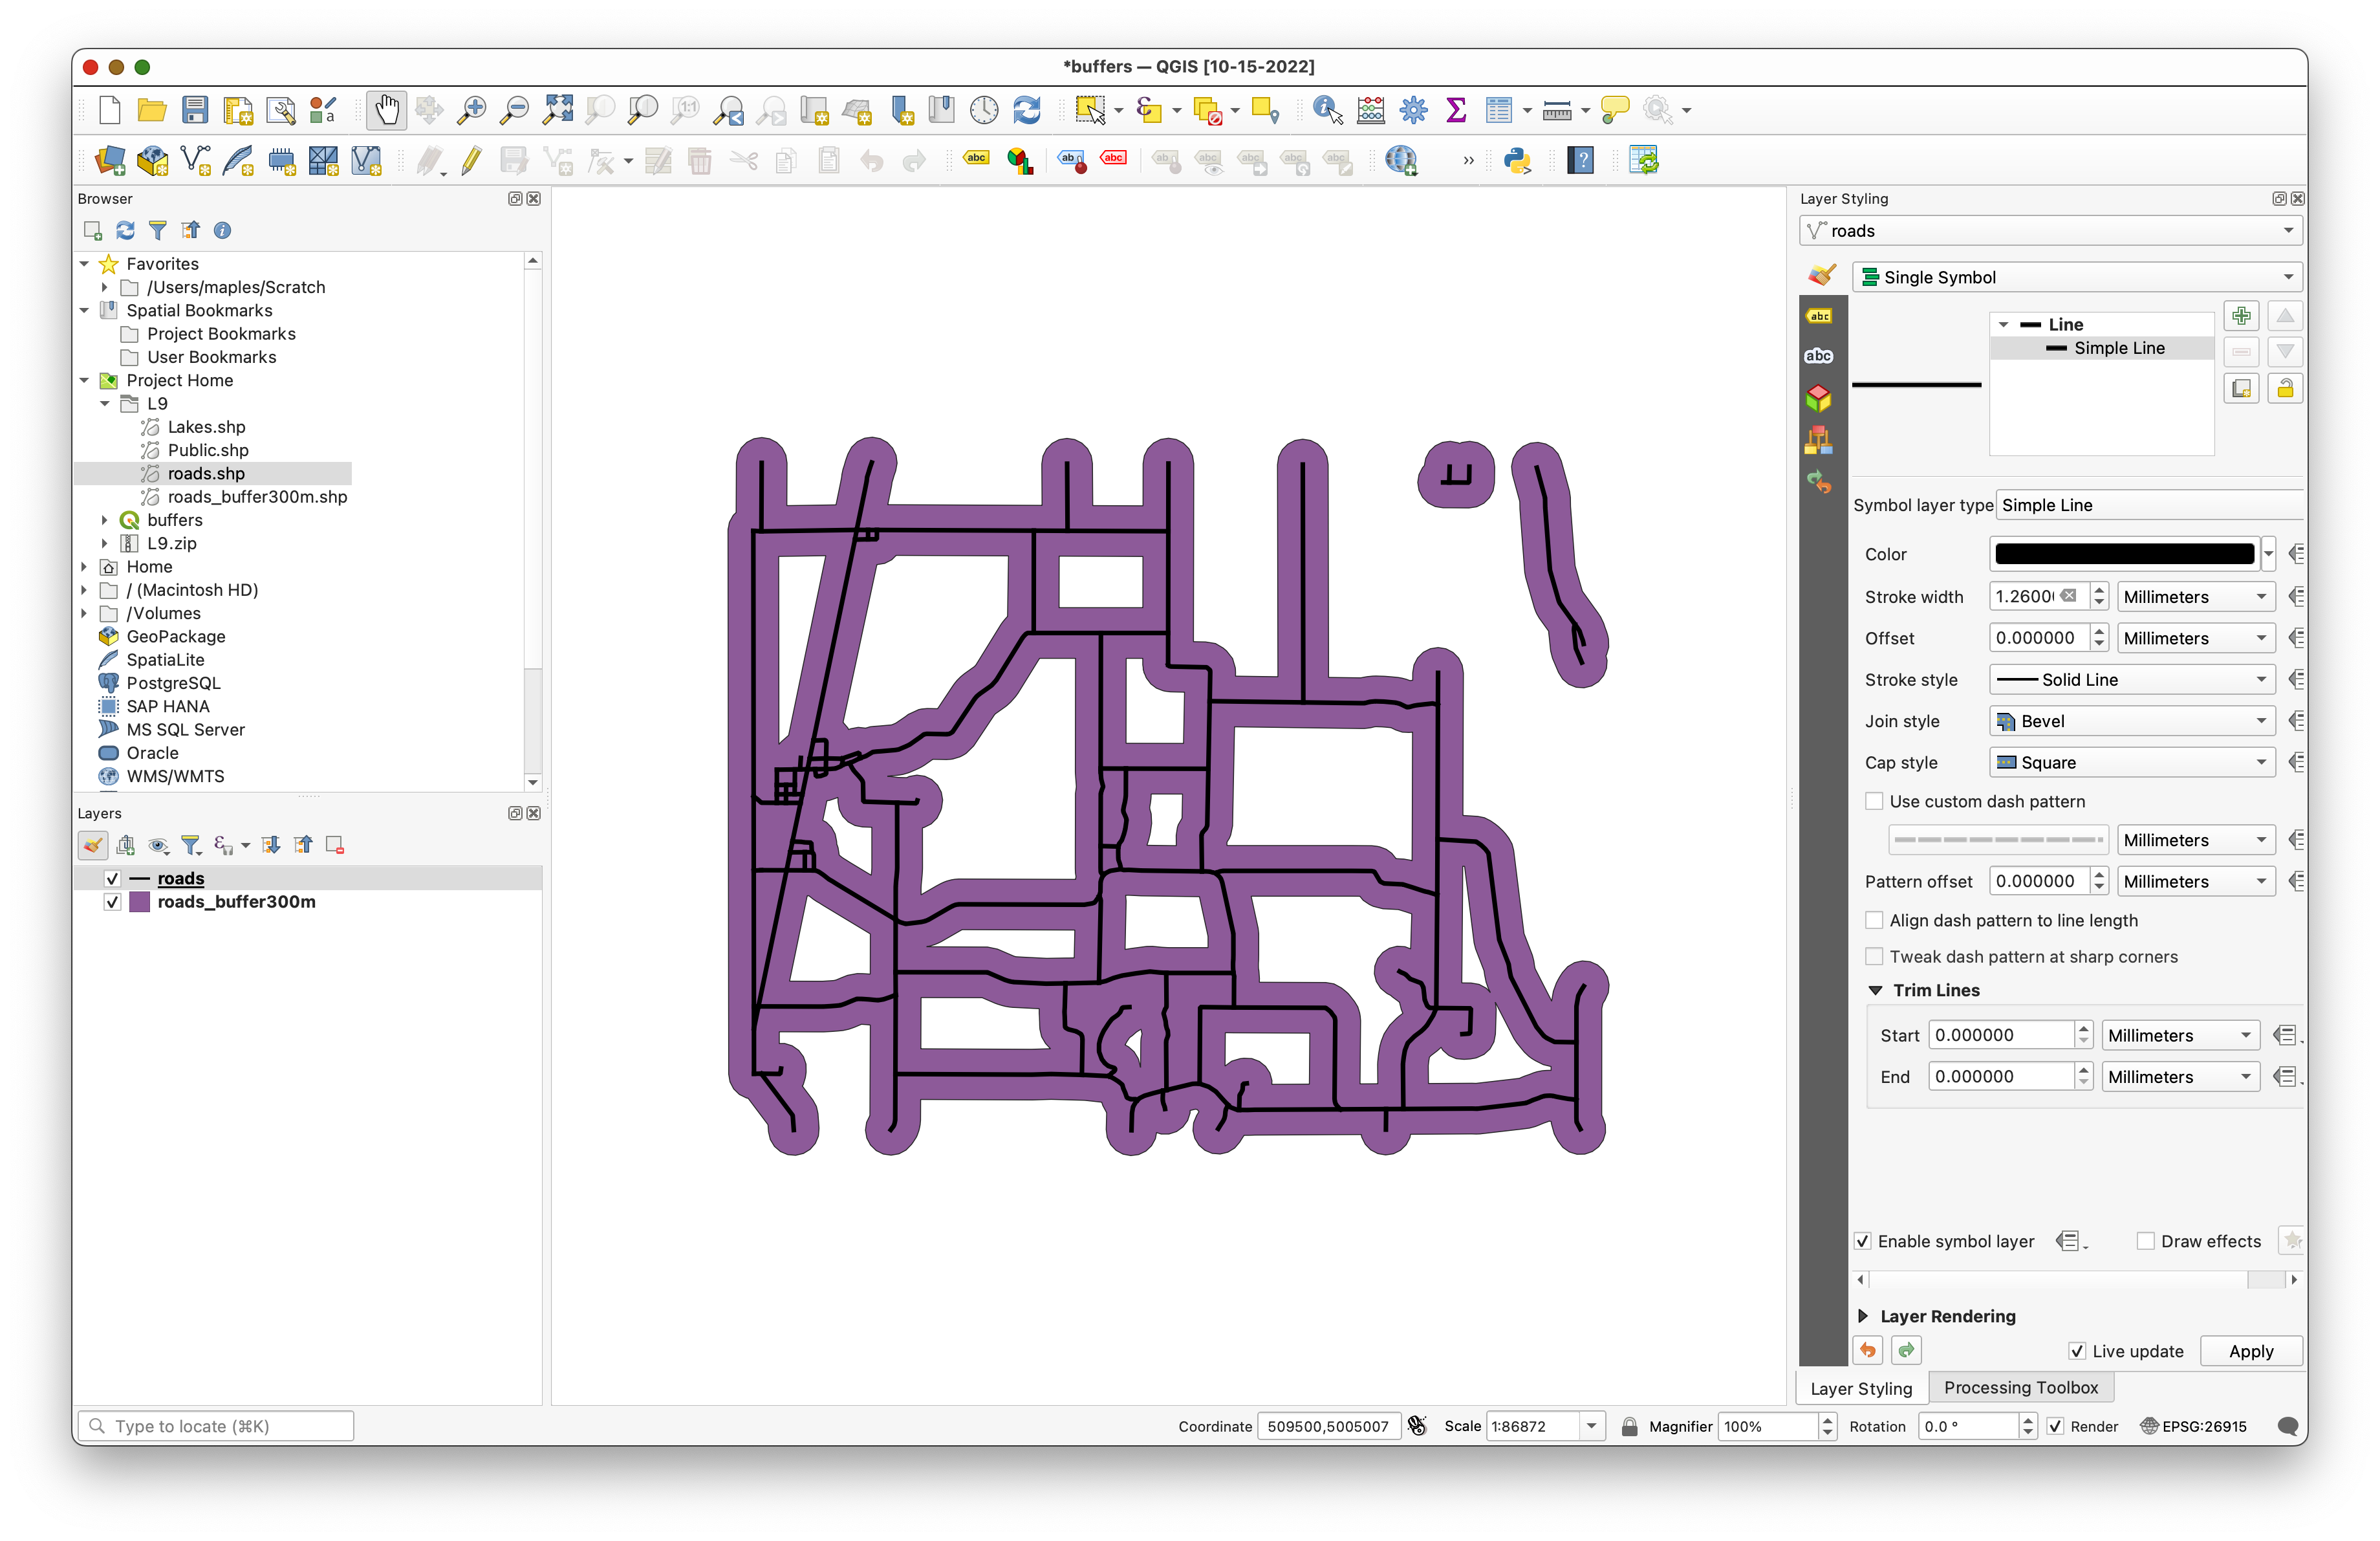 *buffers — QGIS [10-15-2022]
Browser
Favorites
/Users/maples/Scratch
Spatial Bookmarks
Project Bookmarks
User Bookmarks
Project Home
L9
Lakes.shp
Public.shp
roads.shp
roads_buffer300m.shp
buffers
L9.zip
Home
/ (Macintosh HD)
/Volumes
GeoPackage
SpatiaLite
PostgreSQL
SAP HANA
MS SQL Server
Oracle
WMS/WMTS
Layers
roads
roads_buffer300m
Layer Styling
roads
Single Symbol
Line
Simple Line
Symbol layer type Simple Line
Color
Stroke width 1.2600 Millimeters
Offset 0.000000 Millimeters
Stroke style Solid Line
Join style Bevel
Cap style Square
Use custom dash pattern
Millimeters
Pattern offset 0.000000 Millimeters
Align dash pattern to line length
Tweak dash pattern at sharp corners
Trim Lines
Start 0.000000 Millimeters
End 0.000000 Millimeters
Enable symbol layer Draw effects
Layer Rendering
Live update Apply
Layer Styling Processing Toolbox
Type to locate (⌘K) Coordinate 509500,5005007 Scale 1:86872 Magnifier 100% Rotation 0.0 ° Render EPSG:26915